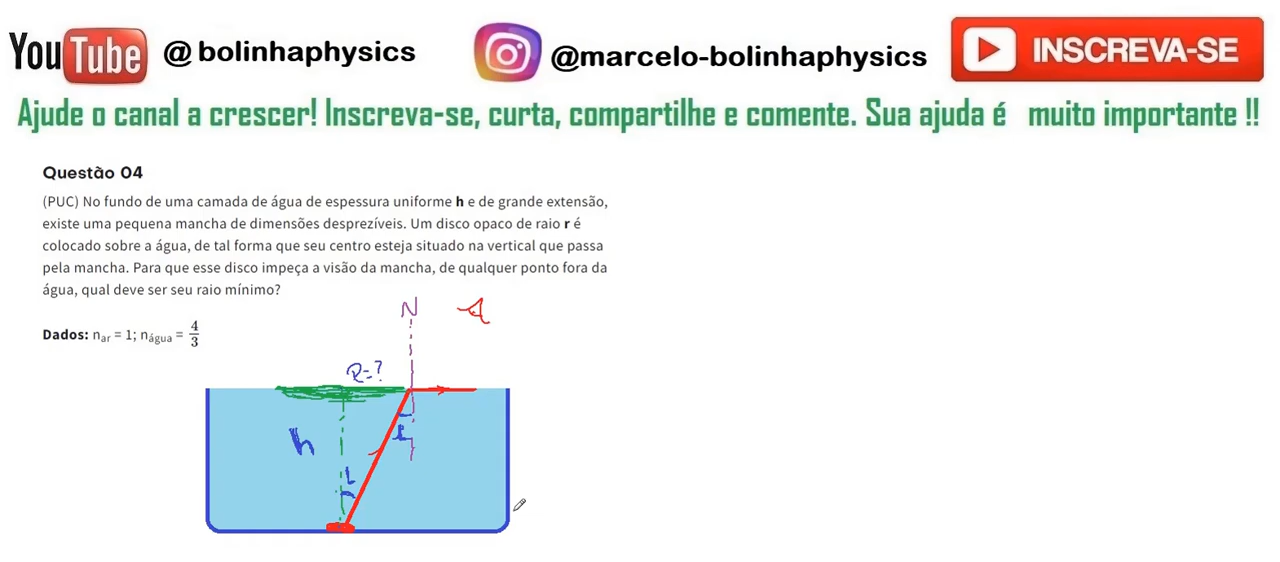 You Tube @bolinhaphysics @marcelo-bolinhaphysics INSCREVA-SE
Ajude o canal a crescer! Inscreva-se, curta, compartilhe e comente. Sua ajuda é muito importante !!
Questão 04
(PUC) No fundo de uma camada de água de espessura uniforme h e de grande extensão,
existe uma pequena mancha de dimensões desprezíveis. Um disco opaco de raio r é
colocado sobre a água, de tal forma que seu centro esteja situado na vertical que passa
pela mancha. Para que esse disco impeça a visão da mancha, de qualquer ponto fora da
água, qual deve ser seu raio mínimo?
N
Dados: nar = 1; nágua = 4/3
R=?
h
L
L